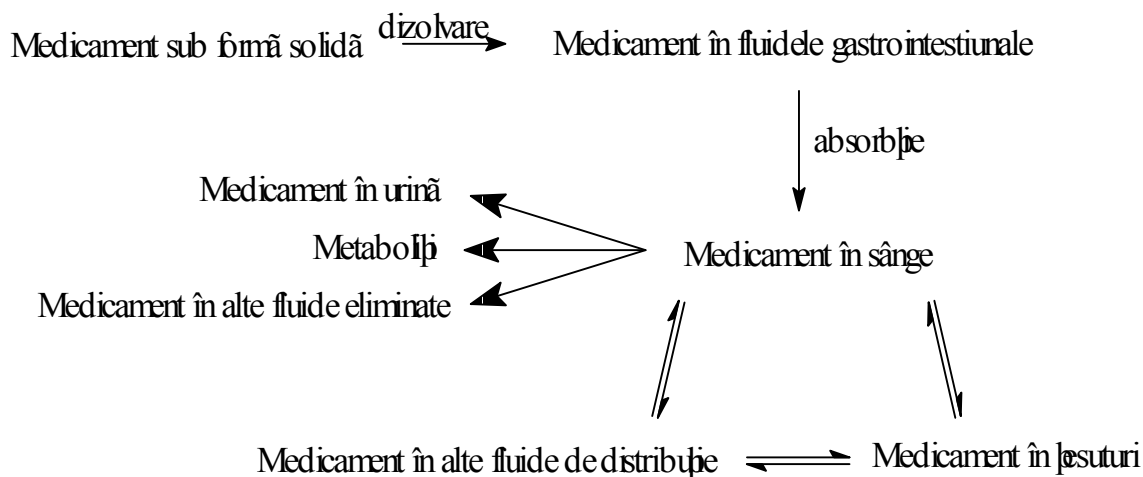 Medicament sub formã solidã
dizolvare
Medicament în fluidele gastrointestiunale
absorbþie
Medicament în urinã
Metaboliþi
Medicament în sânge
Medicament în alte fluide eliminate
Medicament în alte fluide de distribuþie
Medicament în þesuturi